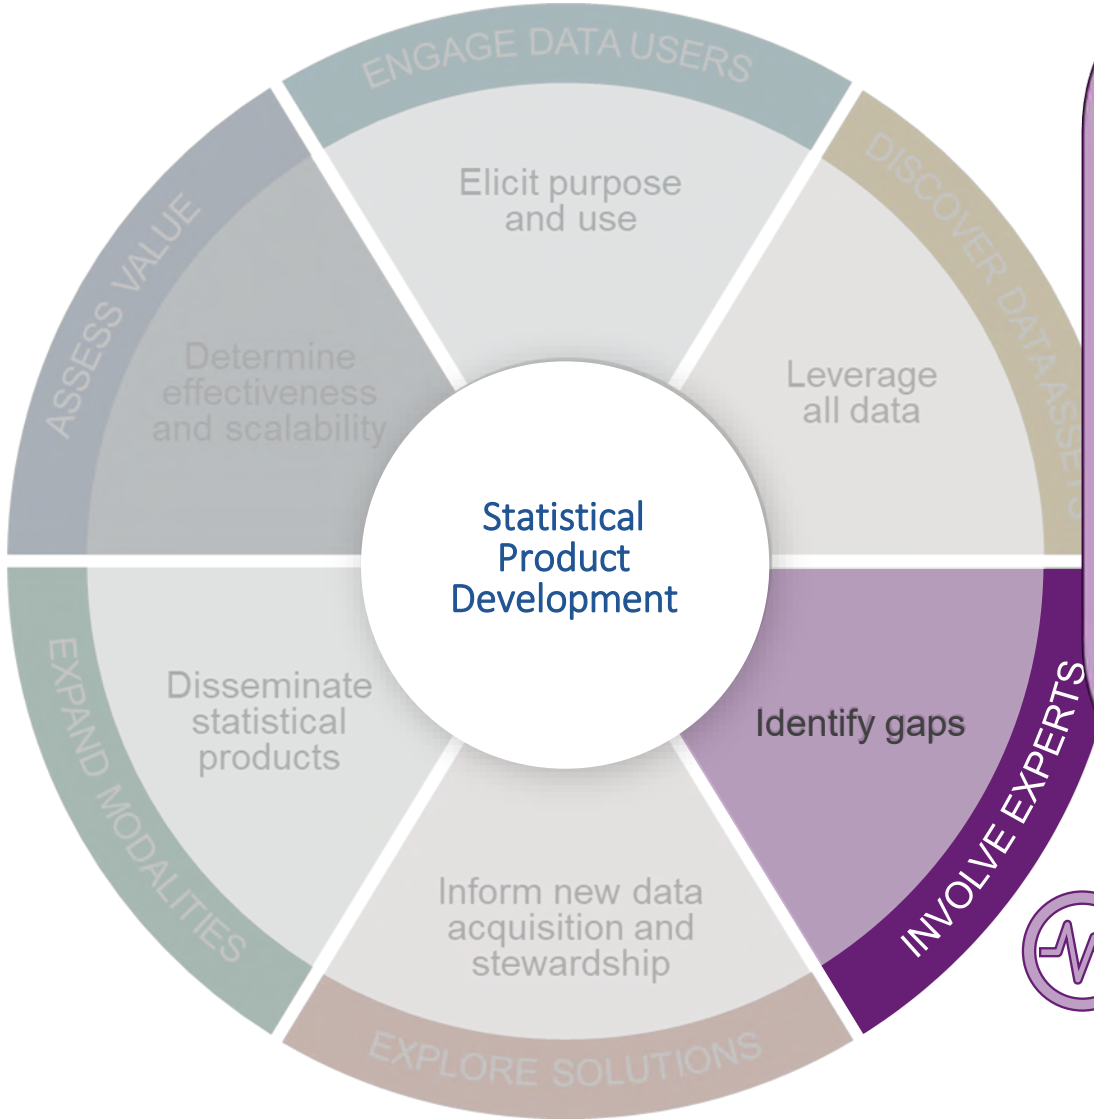 ENGAGE DATA USERS
Elicit purpose
and use
DISCOVER DATA ASSETS
Leverage
all data
INVOLVE EXPERTS
Identify gaps
EXPLORE SOLUTIONS
Inform new data
acquisition and
stewardship
EXPAND MODALITIES
Disseminate
statistical
products
ASSESS VALUE
Determine
effectiveness
and scalability
Statistical
Product
Development